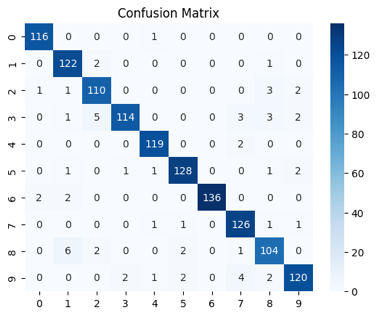 Confusion Matrix
0 116 0 0 0 1 0 0 0 0 0
1 0 122 2 0 0 0 0 0 1 0
2 1 1 110 0 0 0 0 0 3 2
3 0 1 5 114 0 0 0 3 3 2
4 0 0 0 0 119 0 0 2 0 0
5 0 1 0 1 1 128 0 0 1 2
6 2 2 0 0 0 0 136 0 0 0
7 0 0 0 0 1 1 0 126 1 1
8 0 6 2 0 0 2 0 1 104 0
9 0 0 0 2 1 2 0 4 2 120
0 1 2 3 4 5 6 7 8 9
120
100
80
60
40
20
0